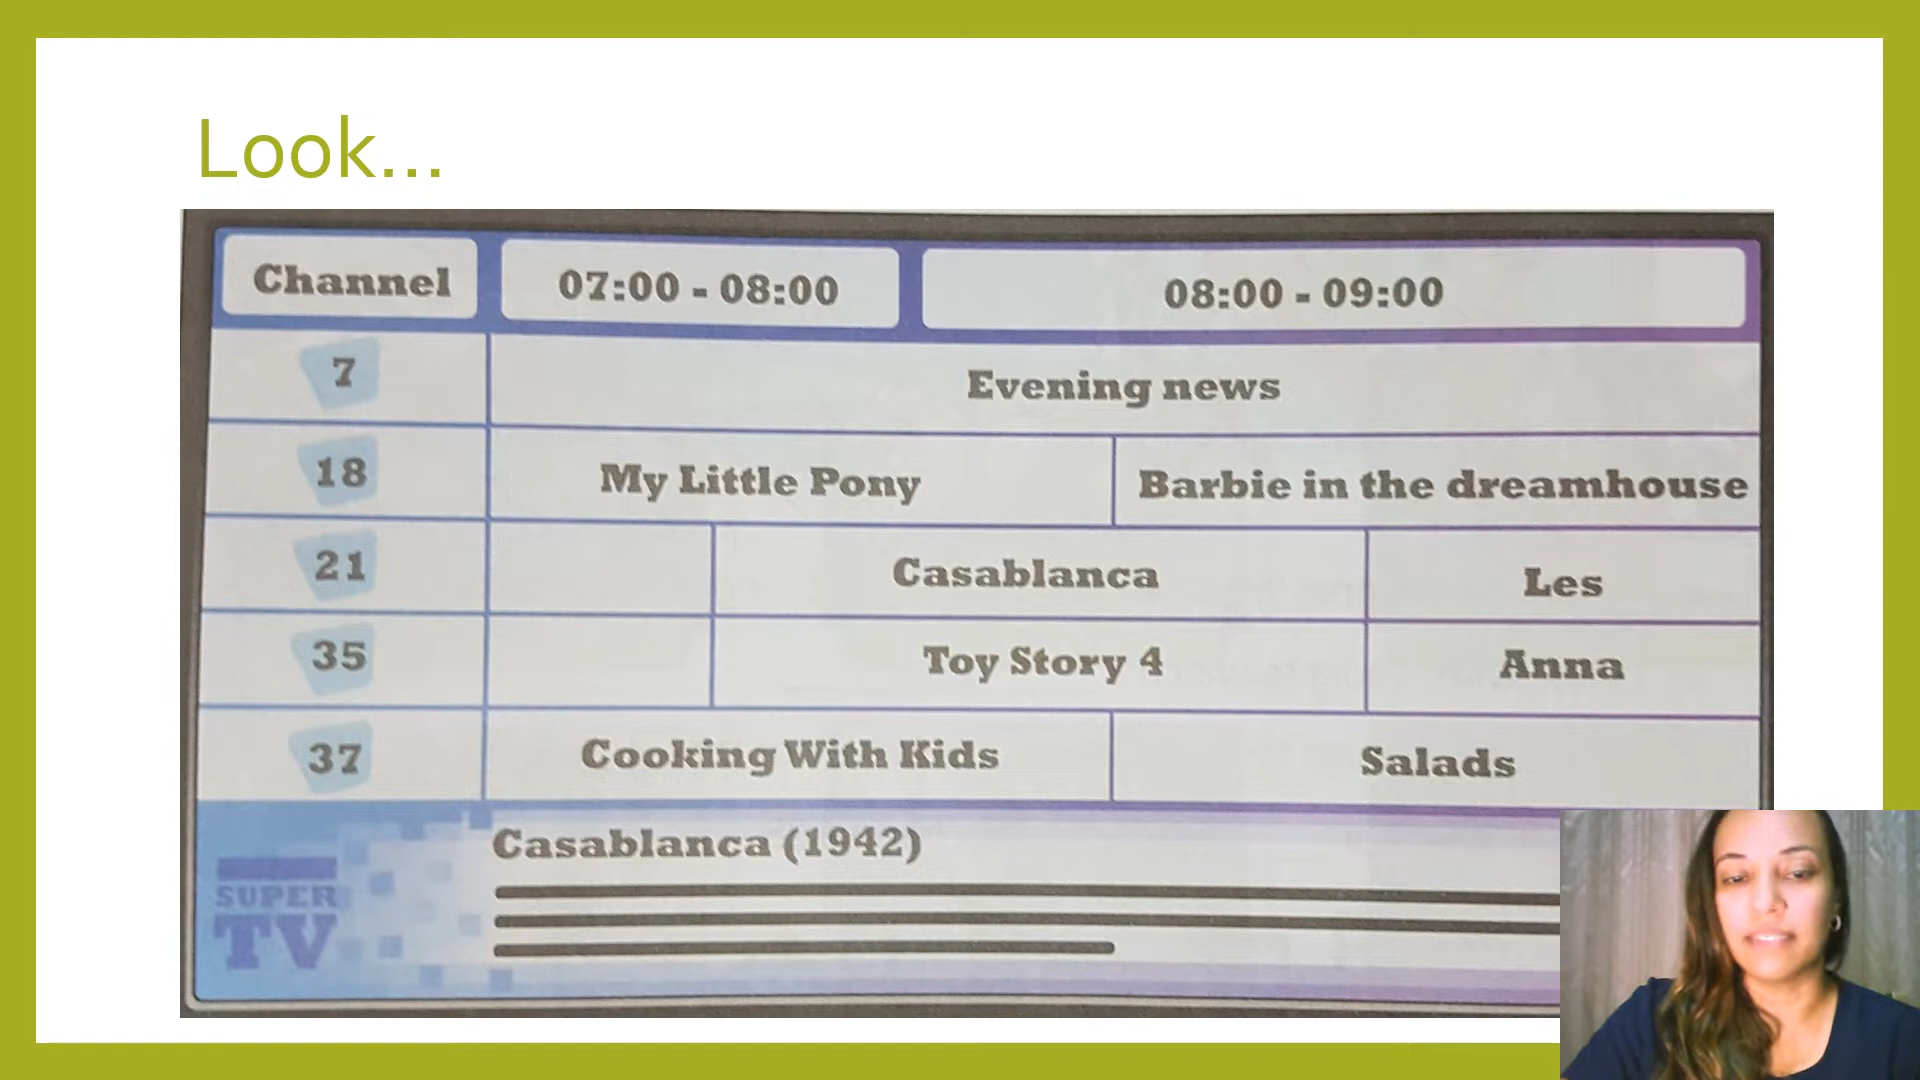 Look...
Channel 07:00 - 08:00 08:00 - 09:00
7 Evening news
18 My Little Pony Barbie in the dreamhouse
21 Casablanca Les
35 Toy Story 4 Anna
37 Cooking With Kids Salads
Casablanca (1942)
SUPER
TV